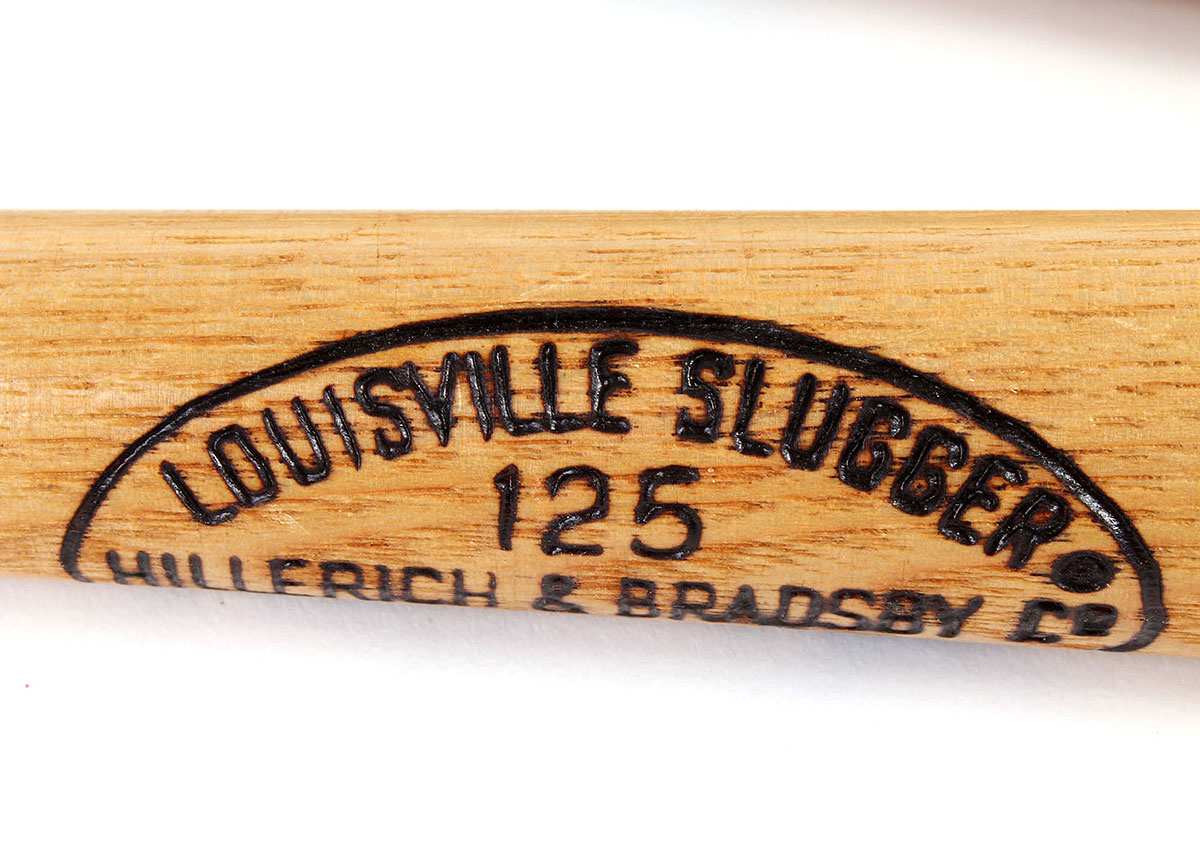 LOUISVILLE SLUGGER®
125
HILLERICH & BRADSBY Co